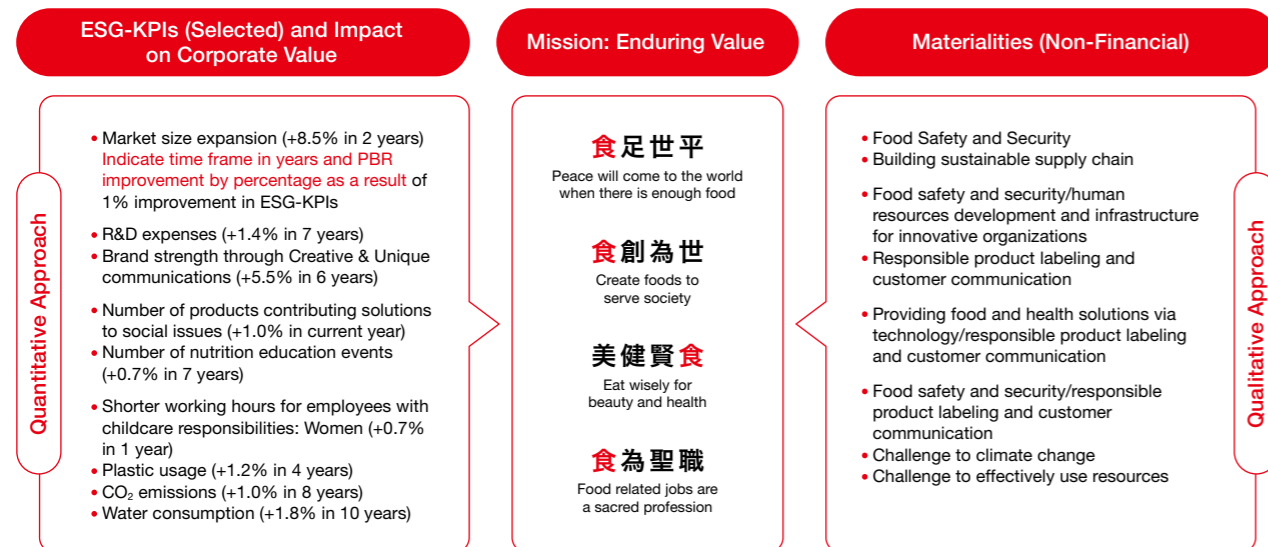 ESG-KPIs (Selected) and Impact
on Corporate Value
Quantitative Approach
• Market size expansion (+8.5% in 2 years)
Indicate time frame in years and PBR
improvement by percentage as a result of
1% improvement in ESG-KPIs
• R&D expenses (+1.4% in 7 years)
• Brand strength through Creative & Unique
communications (+5.5% in 6 years)
• Number of products contributing solutions
to social issues (+1.0% in current year)
• Number of nutrition education events
(+0.7% in 7 years)
• Shorter working hours for employees with
childcare responsibilities: Women (+0.7%
in 1 year)
• Plastic usage (+1.2% in 4 years)
• CO₂ emissions (+1.0% in 8 years)
• Water consumption (+1.8% in 10 years)
Mission: Enduring Value
食足世平
Peace will come to the world
when there is enough food
食創為世
Create foods to
serve society
美健賢食
Eat wisely for
beauty and health
食為聖職
Food related jobs are
a sacred profession
Materialities (Non-Financial)
• Food Safety and Security
• Building sustainable supply chain
• Food safety and security/human
resources development and infrastructure
for innovative organizations
• Responsible product labeling and
customer communication
• Providing food and health solutions via
technology/responsible product labeling
and customer communication
• Food safety and security/responsible
product labeling and customer
communication
• Challenge to climate change
• Challenge to effectively use resources
Qualitative Approach